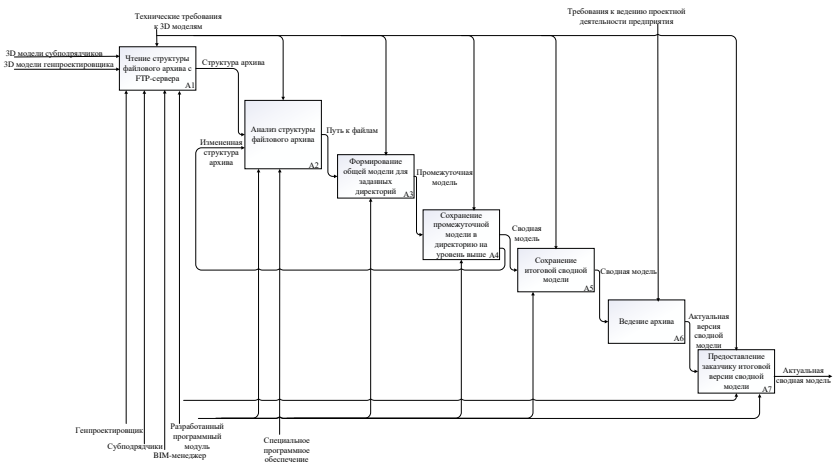 Технические требования
к 3D моделям
Требования к ведению проектной
деятельности предприятия
3D модели субподрядчиков
3D модели генпроектировщика
Чтение структуры
файлового архива с
FTP-сервера
A1
Структура архива
Анализ структуры
файлового архива
A2
Путь к файлам
Измененная
структура
архива
Формирование
общей модели для
заданных
директорий
A3
Промежуточная
модель
Сохранение
промежуточной
модели в
директорию на
уровень выше
A4
Сводная
модель
Сохранение
итоговой сводной
модели
A5
Сводная модель
Ведение архива
A6
Актуальная
версия
сводной
модели
Предоставление
заказчику итоговой
версии сводной
модели
A7
Актуальная
сводная модель
Генпроектировщик
Субподрядчики
BIM-менеджер
Разработанный
программный
модуль
Специальное
программное
обеспечение